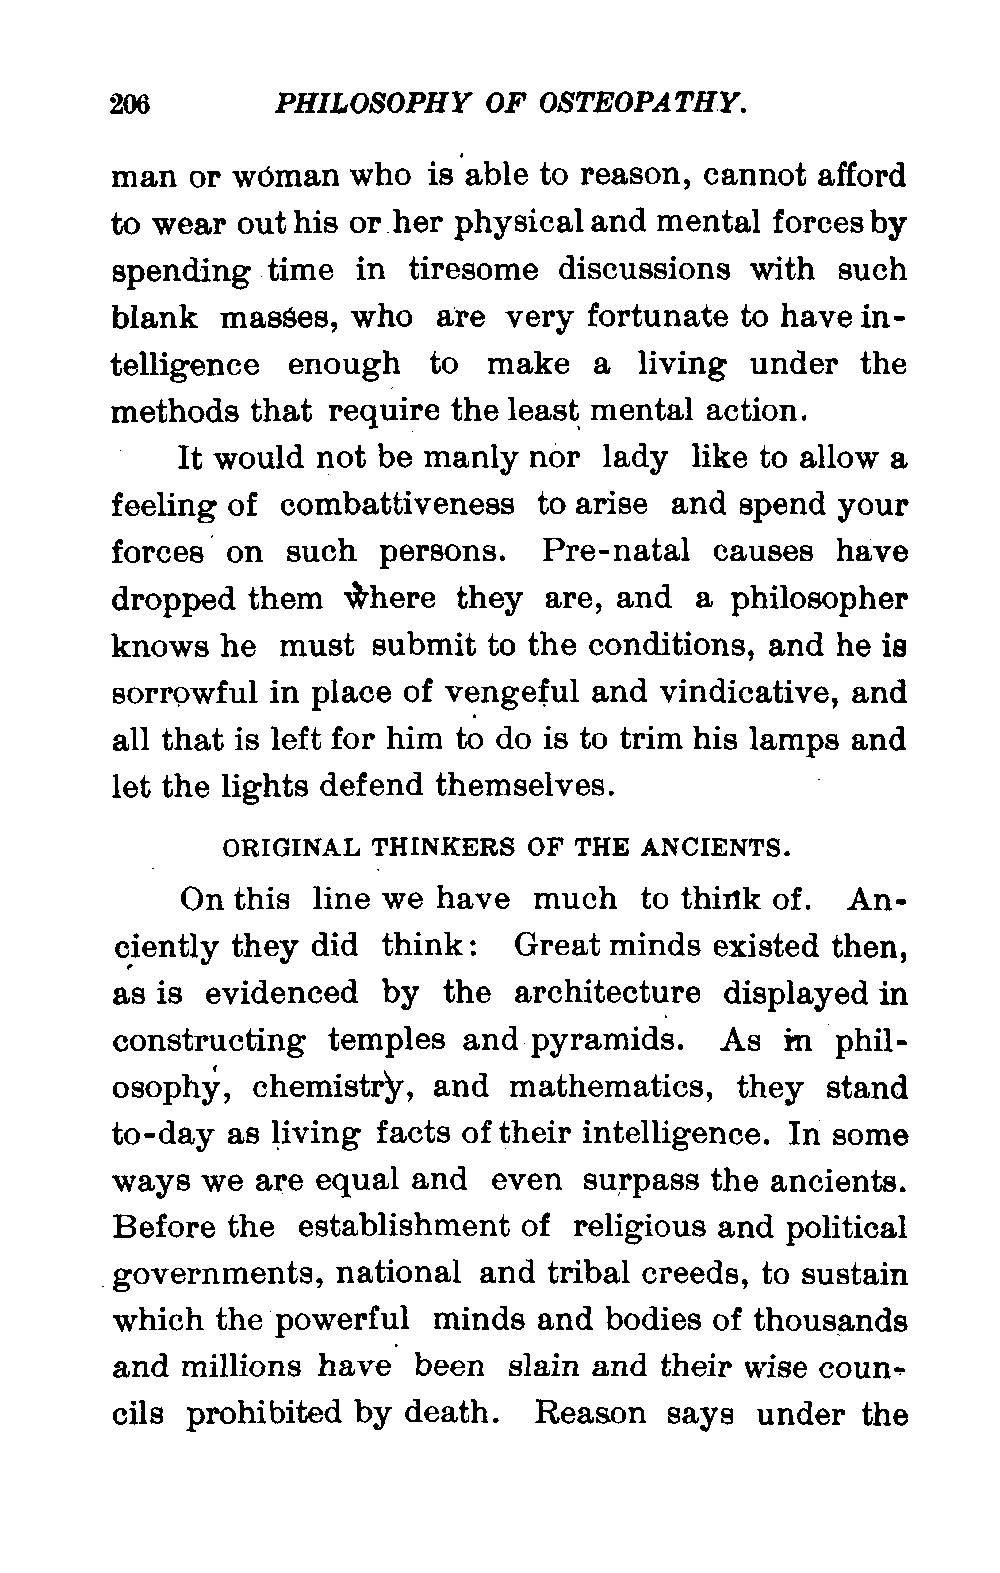 206 PHILOSOPHY OF OSTEOPATHY.
man or woman who is able to reason, cannot afford
to wear out his or her physical and mental forces by
spending time in tiresome discussions with such
blank masses, who are very fortunate to have in-
telligence enough to make a living under the
methods that require the least mental action.
It would not be manly nor lady like to allow a
feeling of combattiveness to arise and spend your
forces on such persons. Pre-natal causes have
dropped them where they are, and a philosopher
knows he must submit to the conditions, and he is
sorrowful in place of vengeful and vindicative, and
all that is left for him to do is to trim his lamps and
let the lights defend themselves.
ORIGINAL THINKERS OF THE ANCIENTS.
On this line we have much to think of. An-
ciently they did think: Great minds existed then,
as is evidenced by the architecture displayed in
constructing temples and pyramids. As in phil-
osophy, chemistry, and mathematics, they stand
to-day as living facts of their intelligence. In some
ways we are equal and even surpass the ancients.
Before the establishment of religious and political
governments, national and tribal creeds, to sustain
which the powerful minds and bodies of thousands
and millions have been slain and their wise coun-
cils prohibited by death. Reason says under the